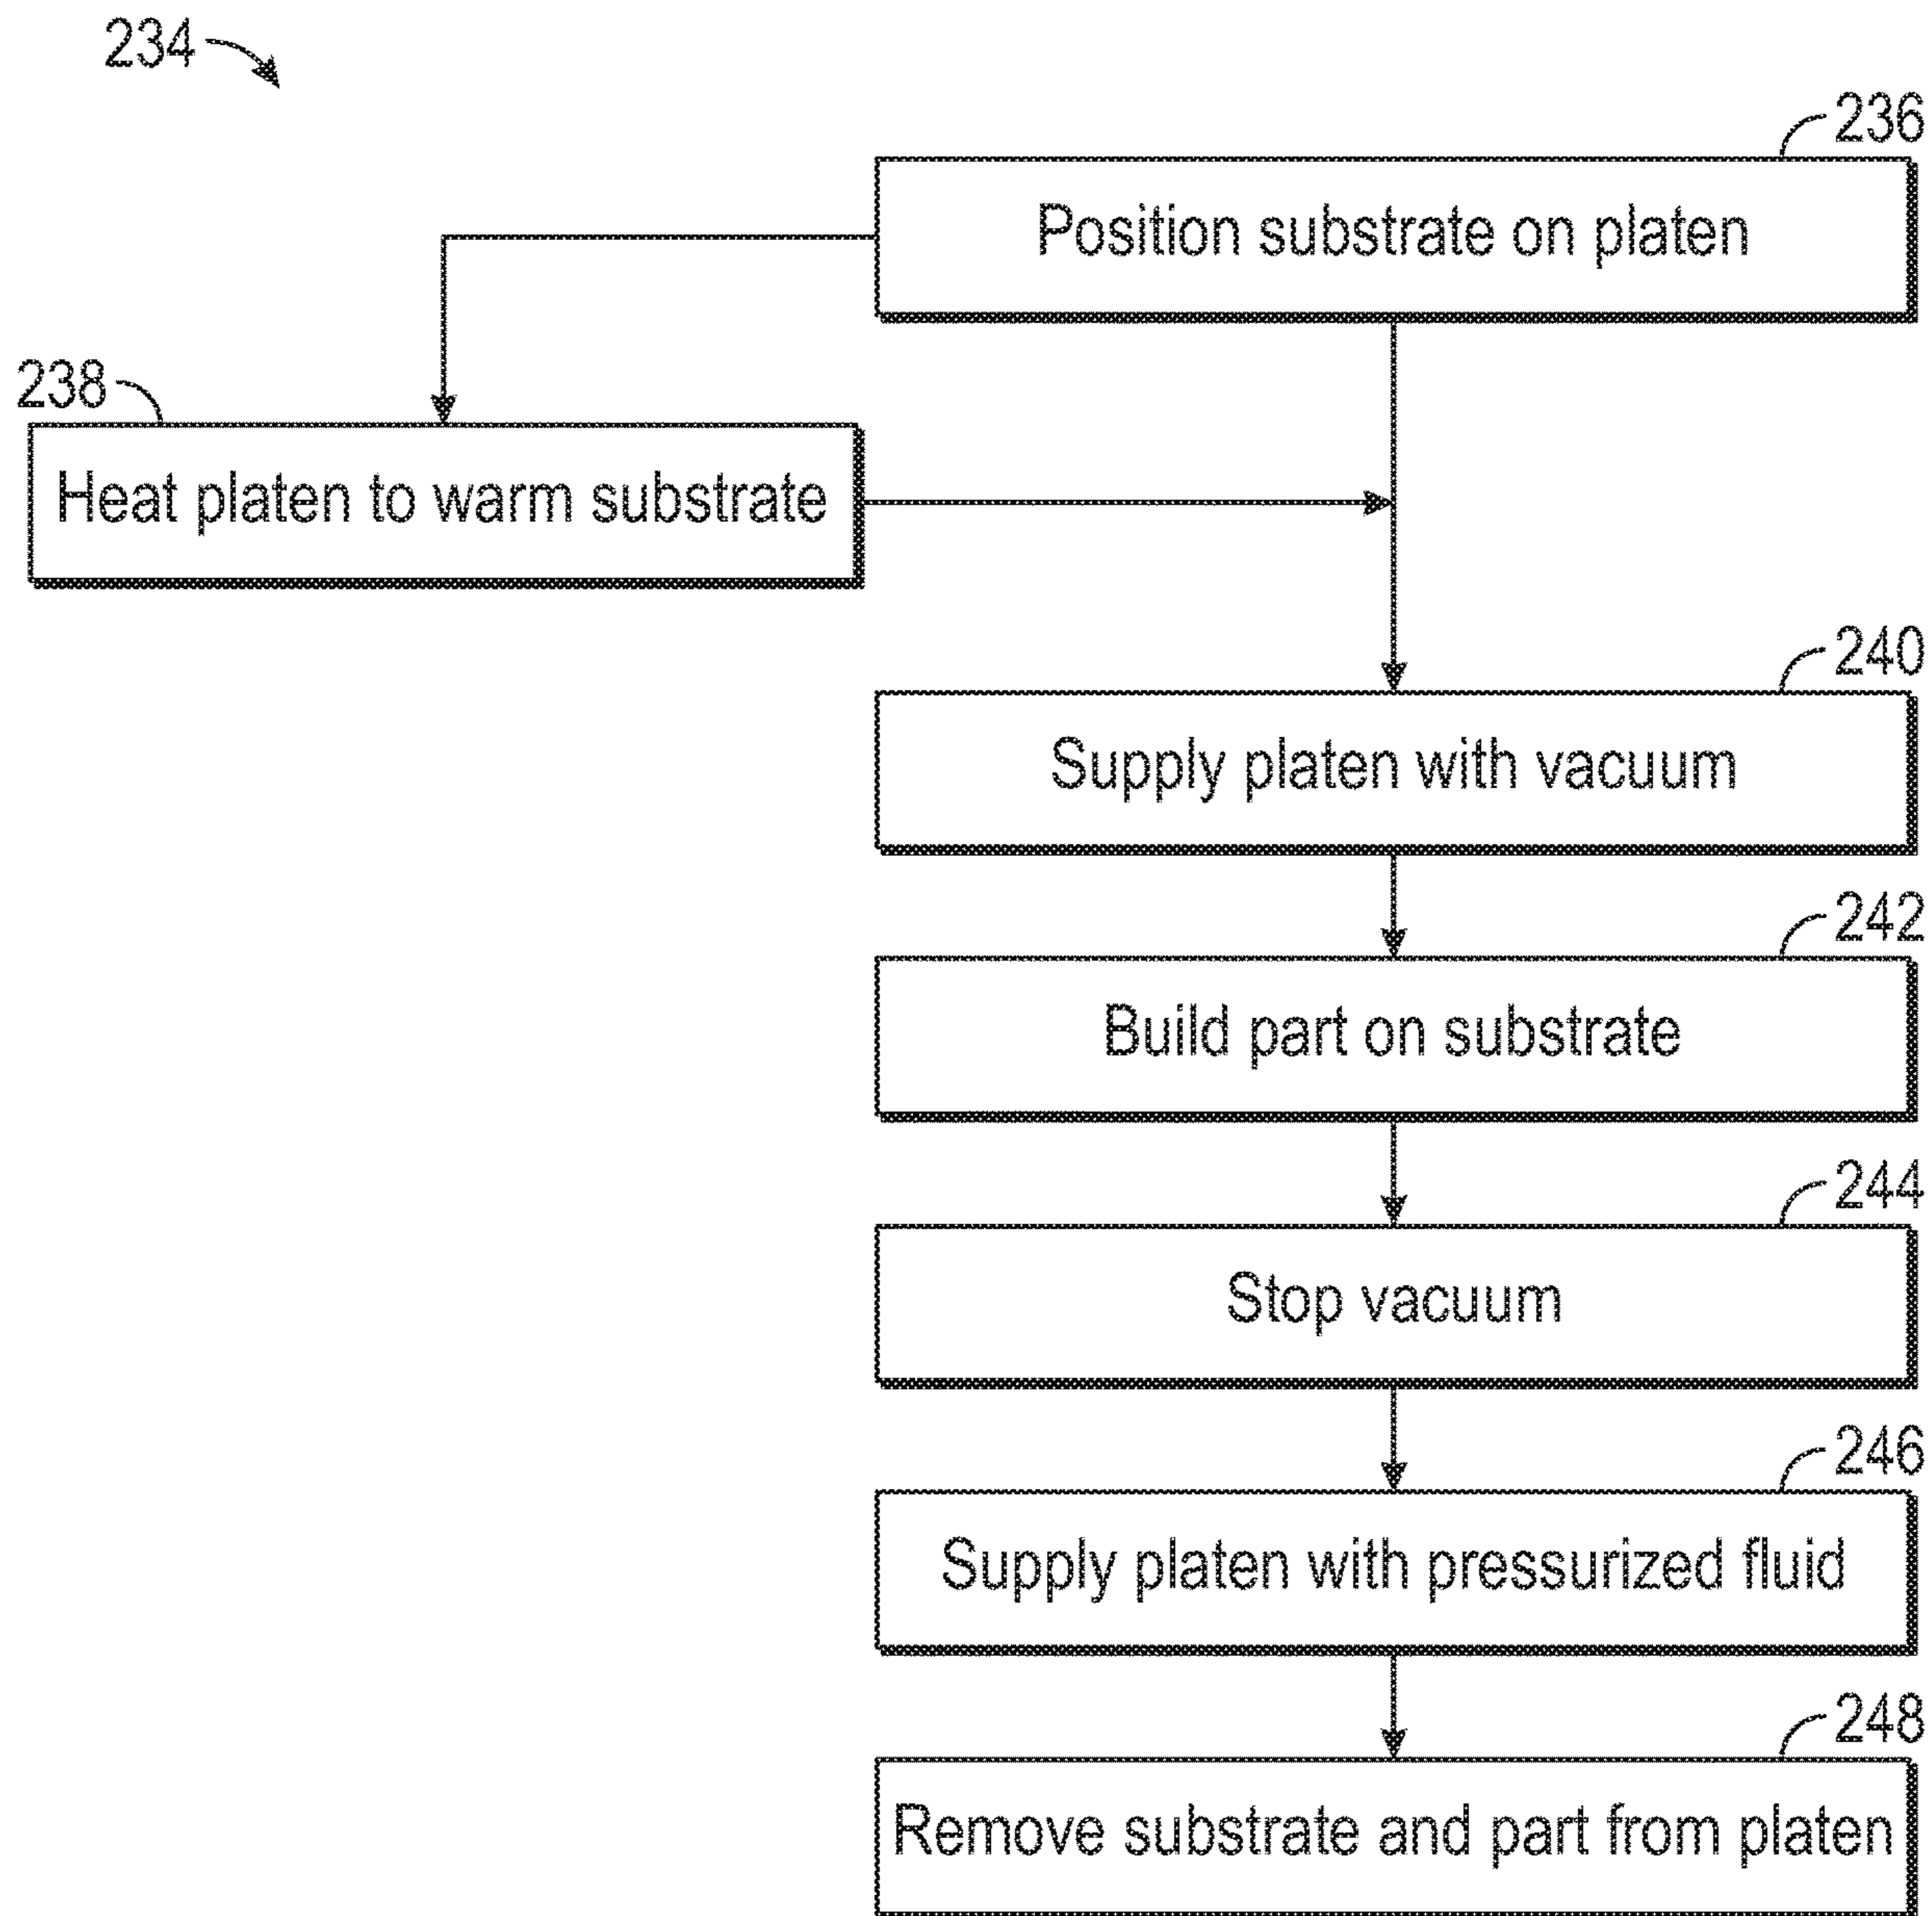 234
236
Position substrate on platen
238
Heat platen to warm substrate
240
Supply platen with vacuum
242
Build part on substrate
244
Stop vacuum
246
Supply platen with pressurized fluid
248
Remove substrate and part from platen